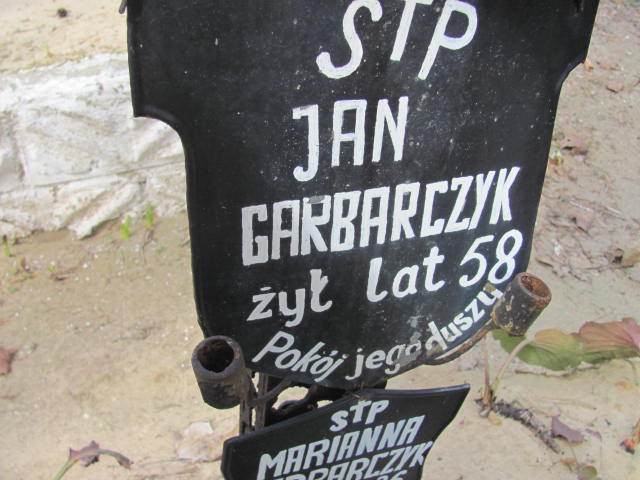 STP
JAN
GARBARCZYK
żył lat 58
Pokój jego duszy
STP
MARIANNA